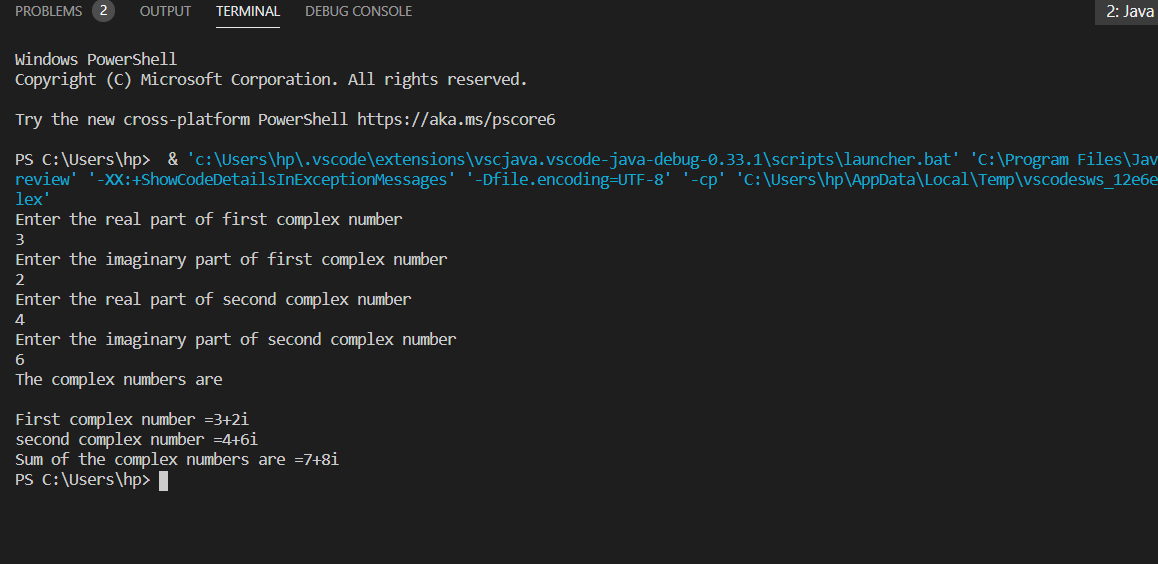 PROBLEMS 2 OUTPUT TERMINAL DEBUG CONSOLE 2: Java
Windows PowerShell
Copyright (C) Microsoft Corporation. All rights reserved.
Try the new cross-platform PowerShell https://aka.ms/pscore6
PS C:\Users\hp>  & 'c:\Users\hp\.vscode\extensions\vscjava.vscode-java-debug-0.33.1\scripts\launcher.bat' 'C:\Program Files\Jav
review' '-XX:+ShowCodeDetailsInExceptionMessages' '-Dfile.encoding=UTF-8' '-cp' 'C:\Users\hp\AppData\Local\Temp\vscodesws_12e6e
lex'
Enter the real part of first complex number
3
Enter the imaginary part of first complex number
2
Enter the real part of second complex number
4
Enter the imaginary part of second complex number
6
The complex numbers are
First complex number =3+2i
second complex number =4+6i
Sum of the complex numbers are =7+8i
PS C:\Users\hp>